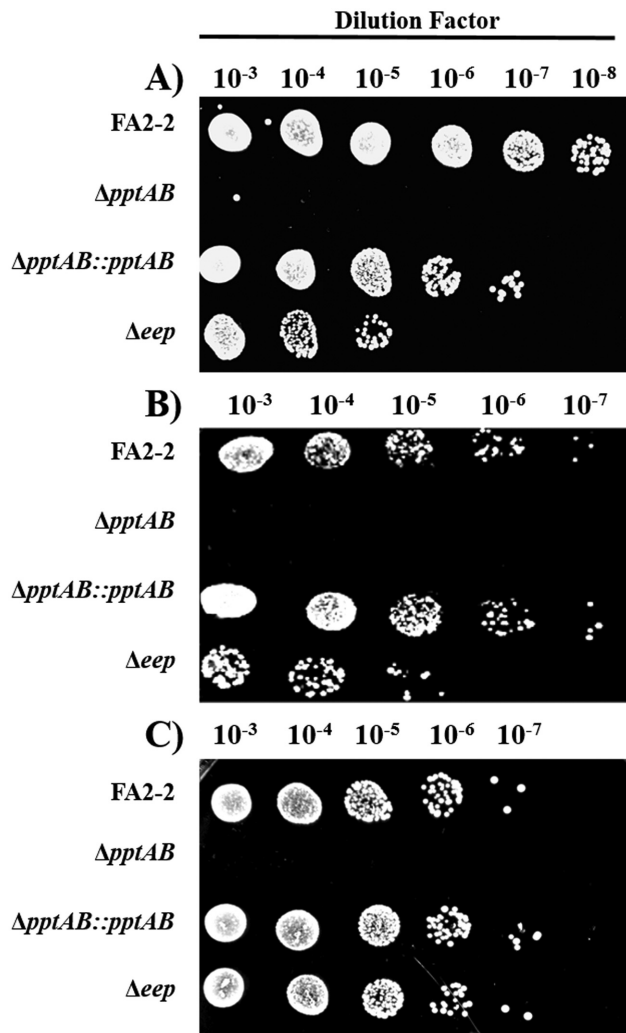 Dilution Factor
A) 10-3 10-4 10-5 10-6 10-7 10-8
FA2-2
ΔpptAB
ΔpptAB::pptAB
Δeep
B) 10-3 10-4 10-5 10-6 10-7
FA2-2
ΔpptAB
ΔpptAB::pptAB
Δeep
C) 10-3 10-4 10-5 10-6 10-7
FA2-2
ΔpptAB
ΔpptAB::pptAB
Δeep